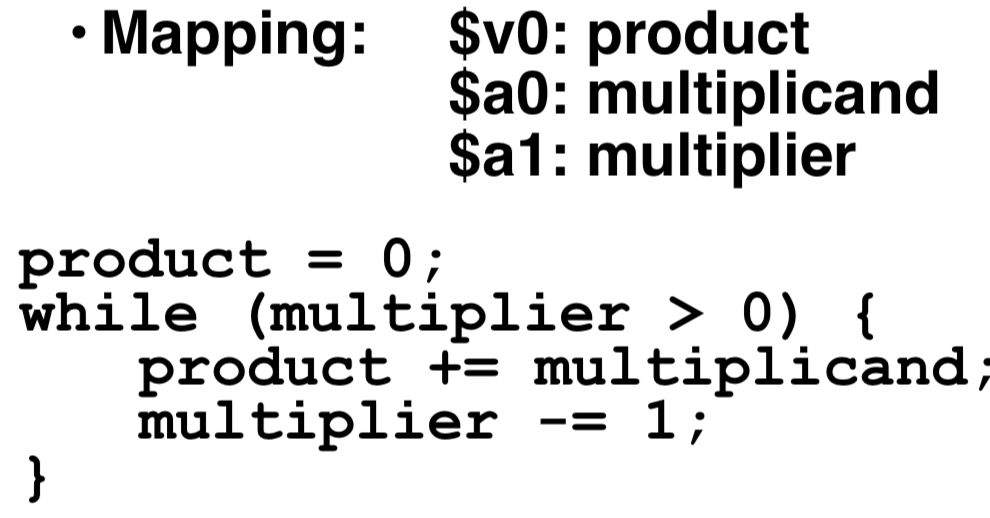 • Mapping: $v0: product
$a0: multiplicand
$a1: multiplier
product = 0;
while (multiplier > 0) {
    product += multiplicand;
    multiplier -= 1;
}